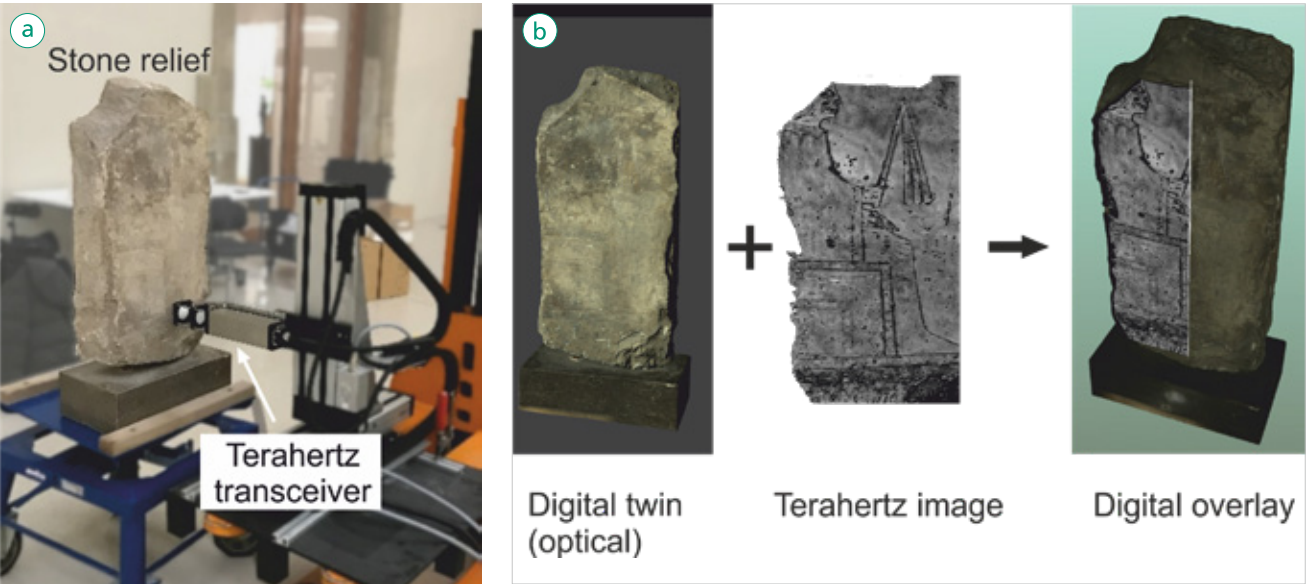 a
Stone relief
Terahertz
transceiver
b
Digital twin
(optical)
Terahertz image
Digital overlay